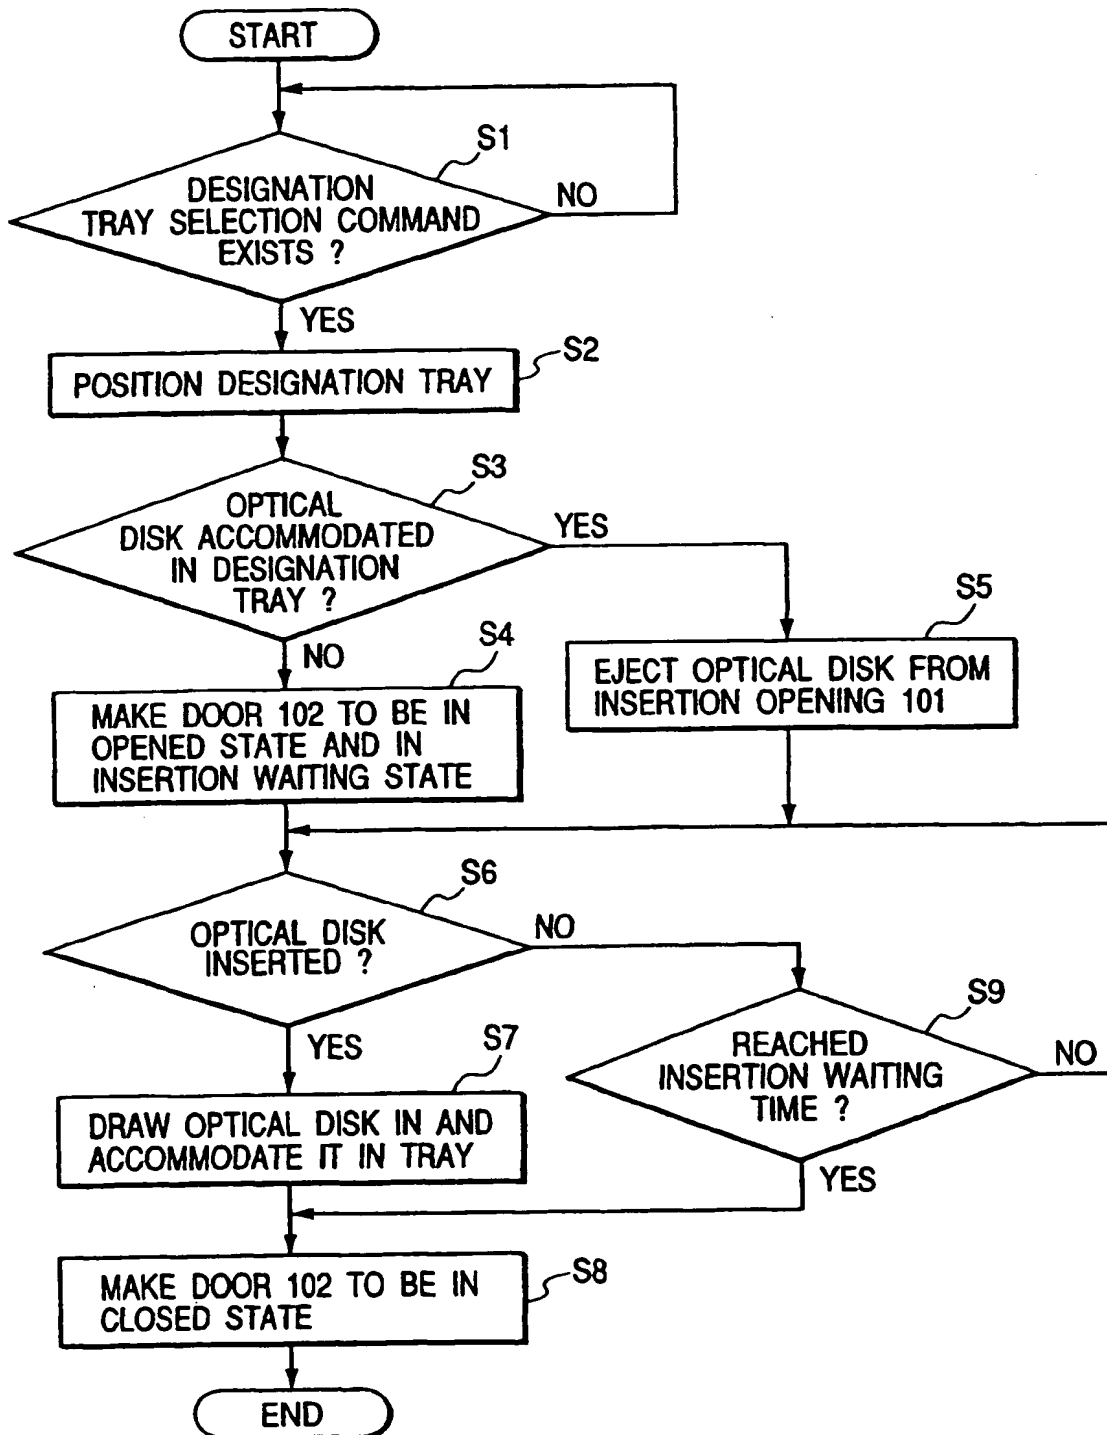 START
S1
DESIGNATION
TRAY SELECTION COMMAND
EXISTS ?
NO
YES
S2
POSITION DESIGNATION TRAY
S3
OPTICAL
DISK ACCOMMODATED
IN DESIGNATION
TRAY ?
YES
NO
S4
MAKE DOOR 102 TO BE IN
OPENED STATE AND IN
INSERTION WAITING STATE
S5
EJECT OPTICAL DISK FROM
INSERTION OPENING 101
S6
OPTICAL DISK
INSERTED ?
NO
YES
S9
REACHED
INSERTION WAITING
TIME ?
NO
YES
S7
DRAW OPTICAL DISK IN AND
ACCOMMODATE IT IN TRAY
S8
MAKE DOOR 102 TO BE IN
CLOSED STATE
END